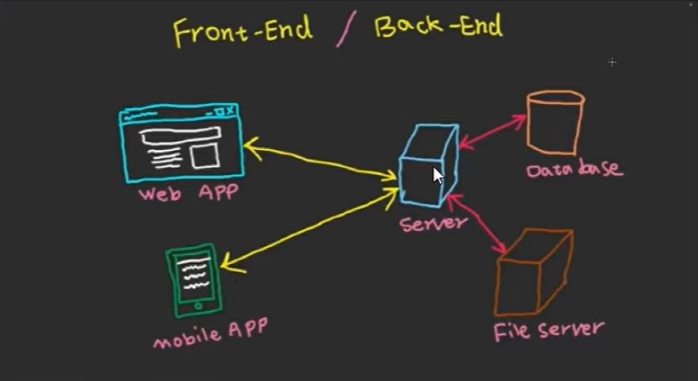 Front-End / Back-End
Web APP
Database
Server
mobile APP
File Server